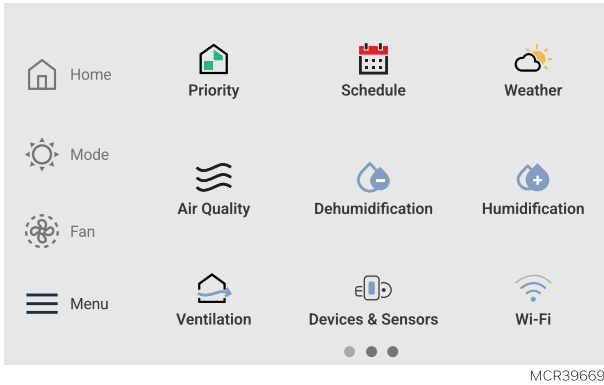 Home
Priority
Schedule
Weather
Mode
Air Quality
Dehumidification
Humidification
Fan
Menu
Ventilation
Devices & Sensors
Wi-Fi
MCR39669